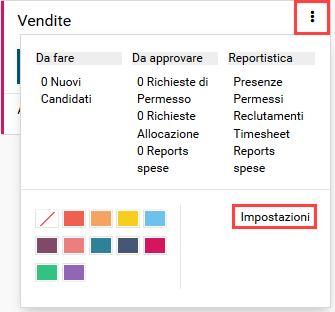 Vendite
Da fare
0 Nuovi
Candidati
Da approvare
0 Richieste di
Permesso
0 Richieste
Allocazione
0 Reports
spese
Reportistica
Presenze
Permessi
Reclutamenti
Timesheet
Reports
spese
Impostazioni